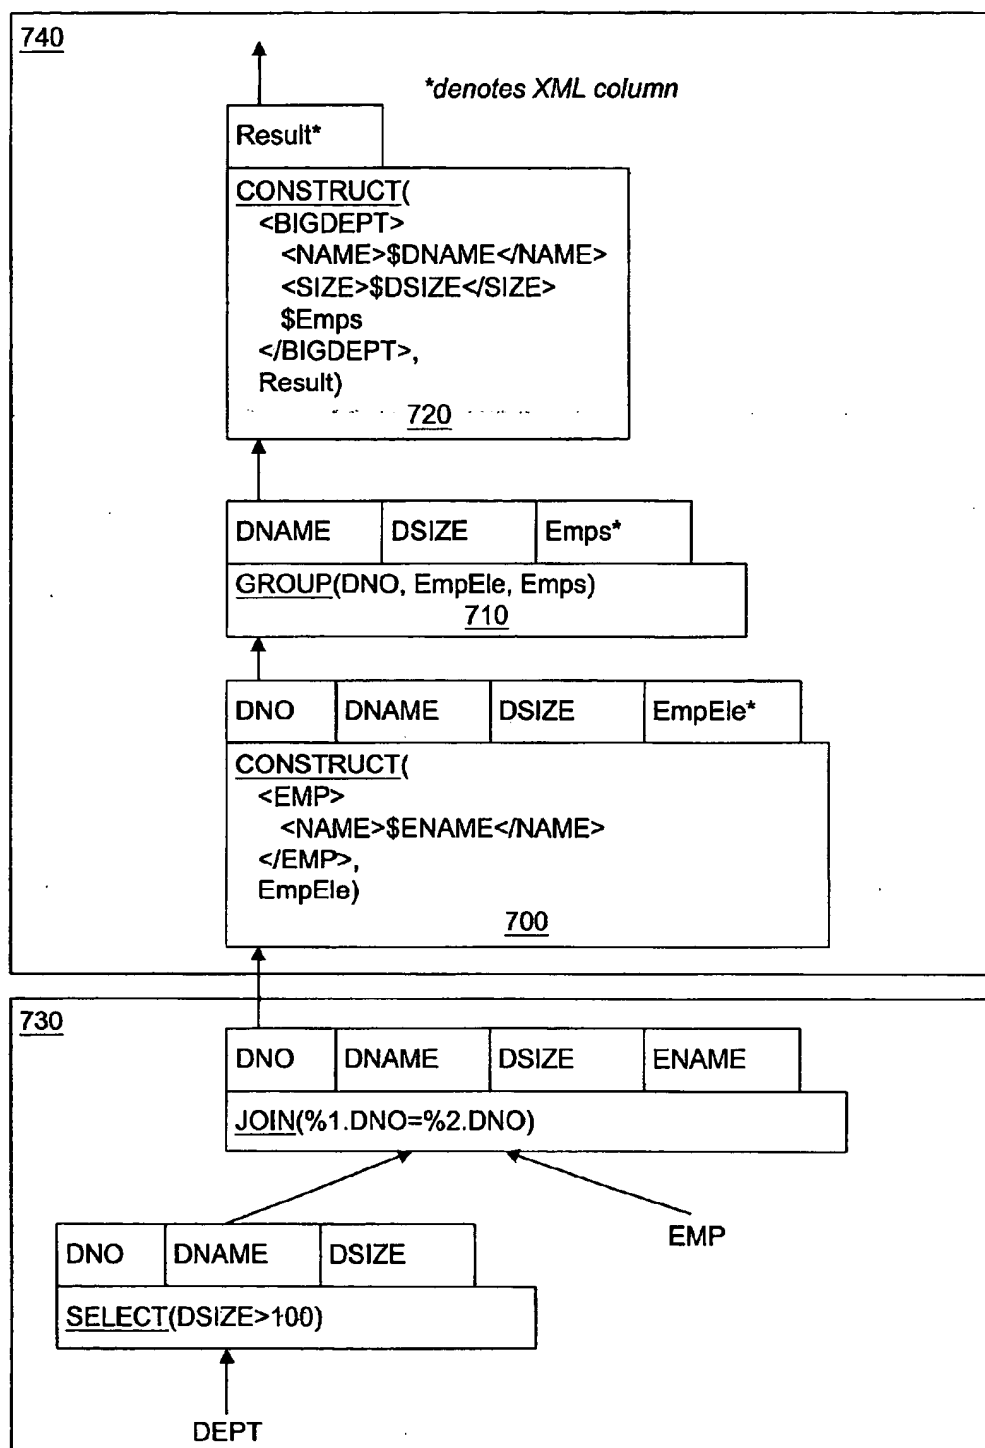 740
*denotes XML column
Result*
CONSTRUCT(
<BIGDEPT>
<NAME>$DNAME</NAME>
<SIZE>$DSIZE</SIZE>
$Emps
</BIGDEPT>,
Result)
720
DNAME DSIZE Emps*
GROUP(DNO, EmpEle, Emps)
710
DNO DNAME DSIZE EmpEle*
CONSTRUCT(
<EMP>
<NAME>$ENAME</NAME>
</EMP>,
EmpEle)
700
730
DNO DNAME DSIZE ENAME
JOIN(%1.DNO=%2.DNO)
EMP
DNO DNAME DSIZE
SELECT(DSIZE>100)
DEPT